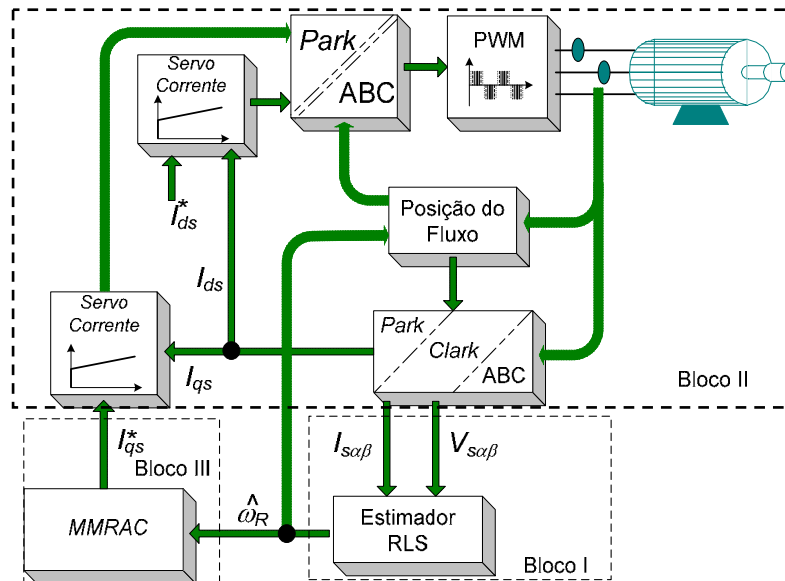 Park
ABC
PWM
Servo
Corrente
I*ds
Posição do
Fluxo
Ids
Servo
Corrente
Park
Clark
ABC
Iqs
Bloco II
I*qs
Bloco III
Isαβ
Vsαβ
MMRAC
ω̂R
Estimador
RLS
Bloco I